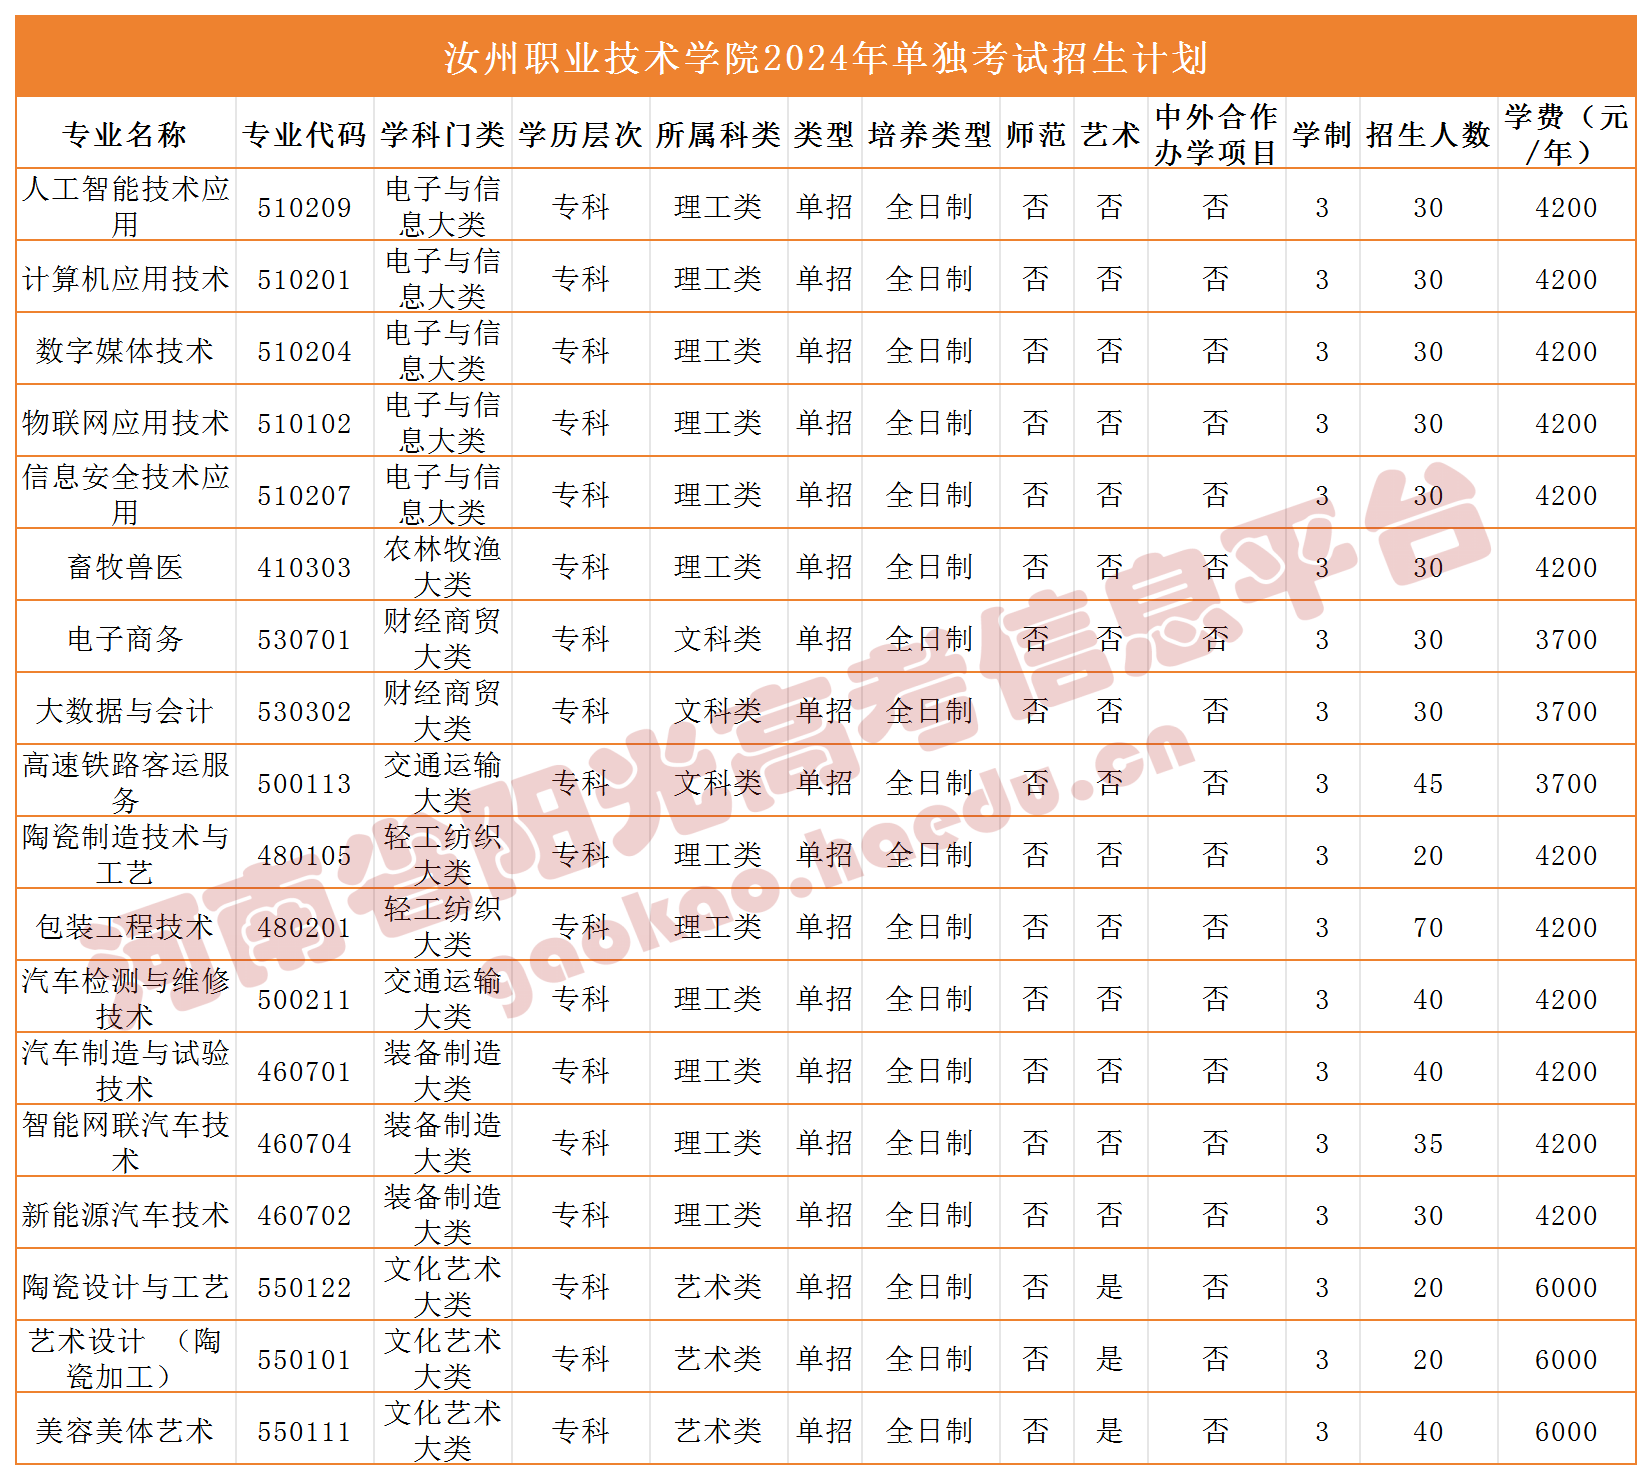 汝州职业技术学院2024年单独考试招生计划
专业名称 专业代码 学科门类 学历层次 所属科类 类型 培养类型 师范 艺术 中外合作办学项目 学制 招生人数 学费（元/年）
人工智能技术应用 510209 电子与信息大类 专科 理工类 单招 全日制 否 否 否 3 30 4200
计算机应用技术 510201 电子与信息大类 专科 理工类 单招 全日制 否 否 否 3 30 4200
数字媒体技术 510204 电子与信息大类 专科 理工类 单招 全日制 否 否 否 3 30 4200
物联网应用技术 510102 电子与信息大类 专科 理工类 单招 全日制 否 否 否 3 30 4200
信息安全技术应用 510207 电子与信息大类 专科 理工类 单招 全日制 否 否 否 3 30 4200
畜牧兽医 410303 农林牧渔大类 专科 理工类 单招 全日制 否 否 否 3 30 4200
电子商务 530701 财经商贸大类 专科 文科类 单招 全日制 否 否 否 3 30 3700
大数据与会计 530302 财经商贸大类 专科 文科类 单招 全日制 否 否 否 3 30 3700
高速铁路客运服务 500113 交通运输大类 专科 文科类 单招 全日制 否 否 否 3 45 3700
陶瓷制造技术与工艺 480105 轻工纺织大类 专科 理工类 单招 全日制 否 否 否 3 20 4200
包装工程技术 480201 轻工纺织大类 专科 理工类 单招 全日制 否 否 否 3 70 4200
汽车检测与维修技术 500211 交通运输大类 专科 理工类 单招 全日制 否 否 否 3 40 4200
汽车制造与试验技术 460701 装备制造大类 专科 理工类 单招 全日制 否 否 否 3 40 4200
智能网联汽车技术 460704 装备制造大类 专科 理工类 单招 全日制 否 否 否 3 35 4200
新能源汽车技术 460702 装备制造大类 专科 理工类 单招 全日制 否 否 否 3 30 4200
陶瓷设计与工艺 550122 文化艺术大类 专科 艺术类 单招 全日制 否 是 否 3 20 6000
艺术设计 （陶瓷加工） 550101 文化艺术大类 专科 艺术类 单招 全日制 否 是 否 3 20 6000
美容美体艺术 550111 文化艺术大类 专科 艺术类 单招 全日制 否 是 否 3 40 6000
河南省阳光高考信息平台
gaokao.haedu.cn